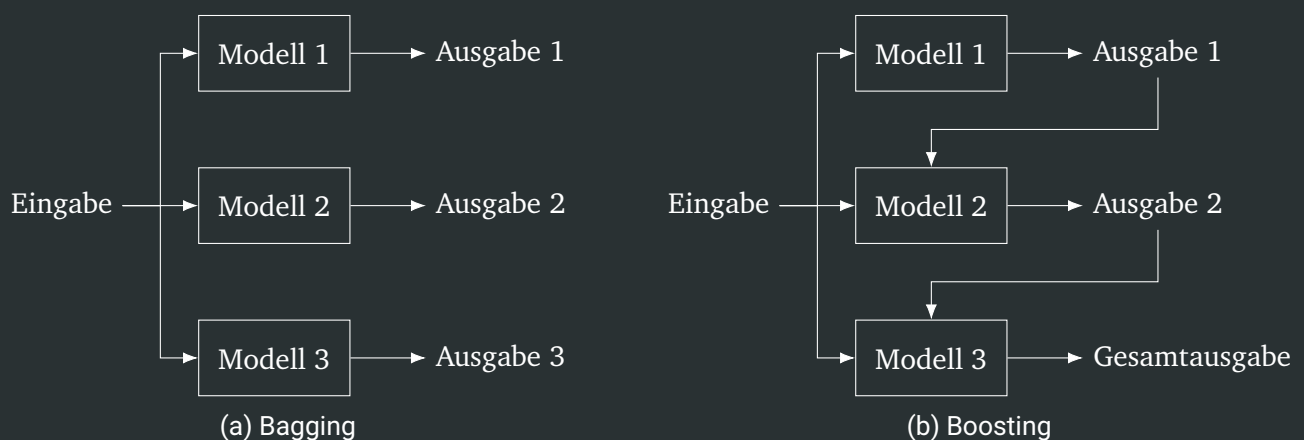 Modell 1
Ausgabe 1
Eingabe
Modell 2
Ausgabe 2
Modell 3
Ausgabe 3
(a) Bagging
Modell 1
Ausgabe 1
Eingabe
Modell 2
Ausgabe 2
Modell 3
Gesamtausgabe
(b) Boosting